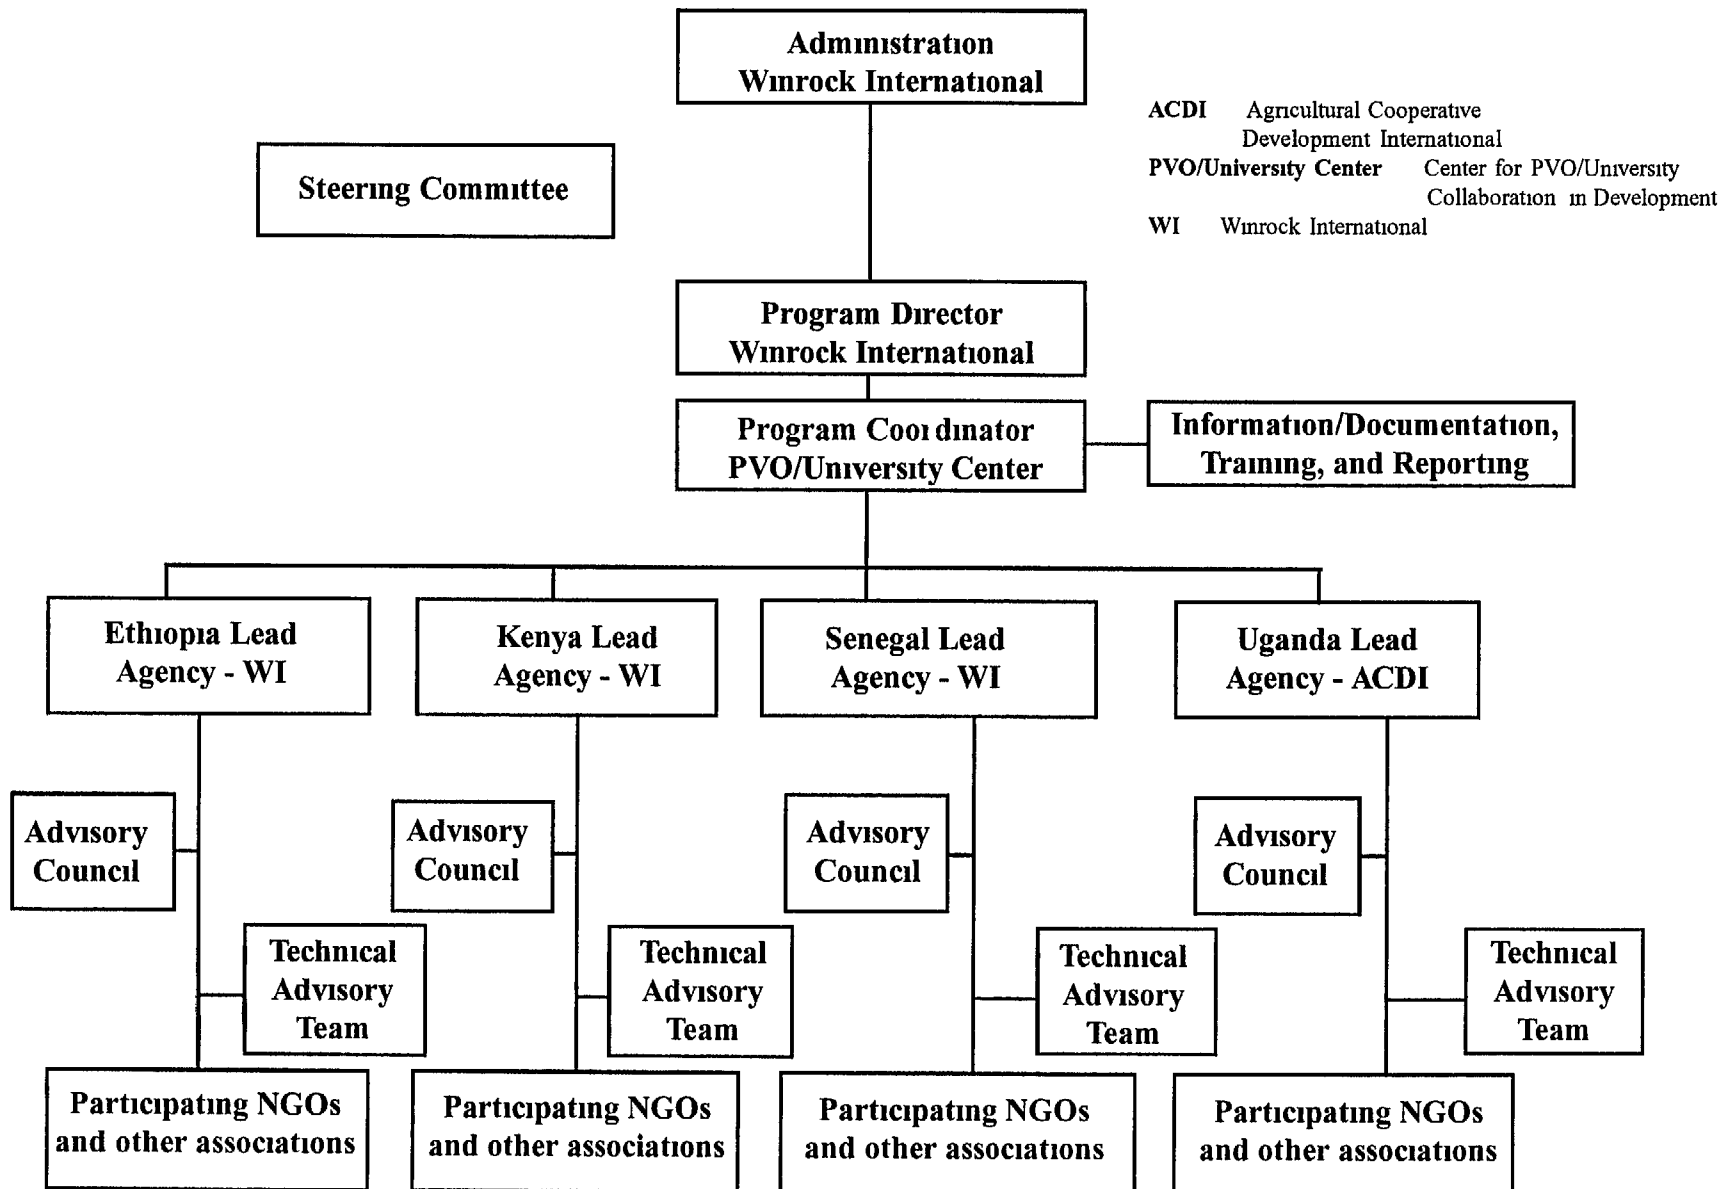 Administration
Winrock International
ACDI Agricultural Cooperative
Development International
PVO/University Center Center for PVO/University
Collaboration in Development
WI Winrock International
Steering Committee
Program Director
Winrock International
Program Coordinator
PVO/University Center
Information/Documentation,
Training, and Reporting
Ethiopia Lead
Agency - WI
Kenya Lead
Agency - WI
Senegal Lead
Agency - WI
Uganda Lead
Agency - ACDI
Advisory
Council
Advisory
Council
Advisory
Council
Advisory
Council
Technical
Advisory
Team
Technical
Advisory
Team
Technical
Advisory
Team
Technical
Advisory
Team
Participating NGOs
and other associations
Participating NGOs
and other associations
Participating NGOs
and other associations
Participating NGOs
and other associations